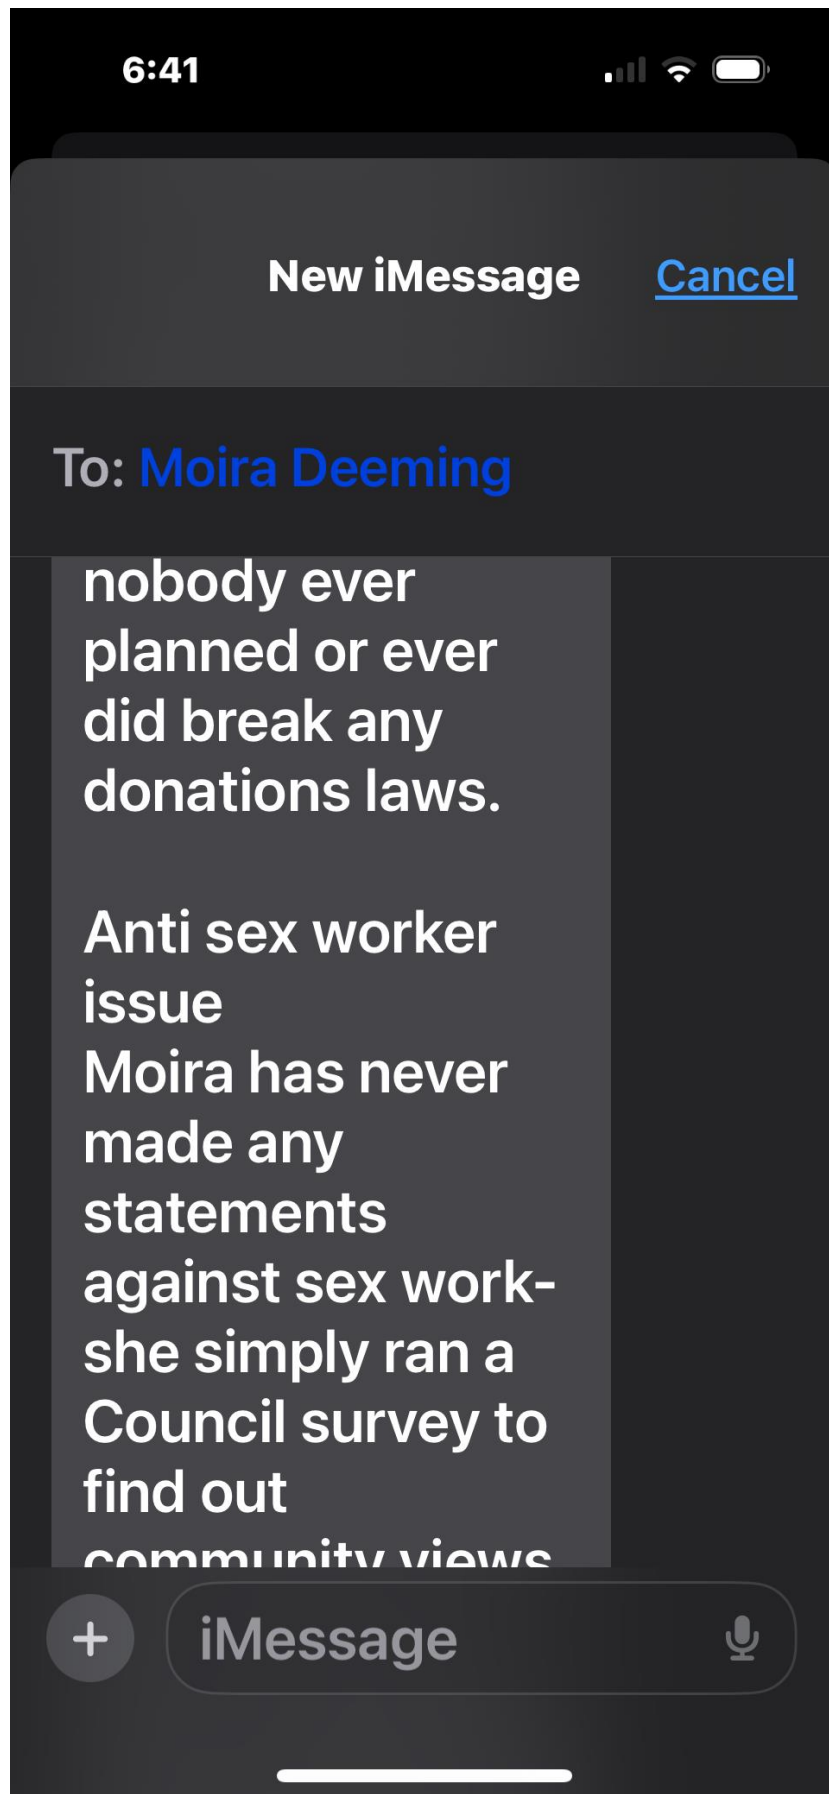 6:41
New iMessage
Cancel
To: Moira Deeming
nobody ever
planned or ever
did break any
donations laws.
Anti sex worker
issue
Moira has never
made any
statements
against sex work-
she simply ran a
Council survey to
find out
community views
iMessage